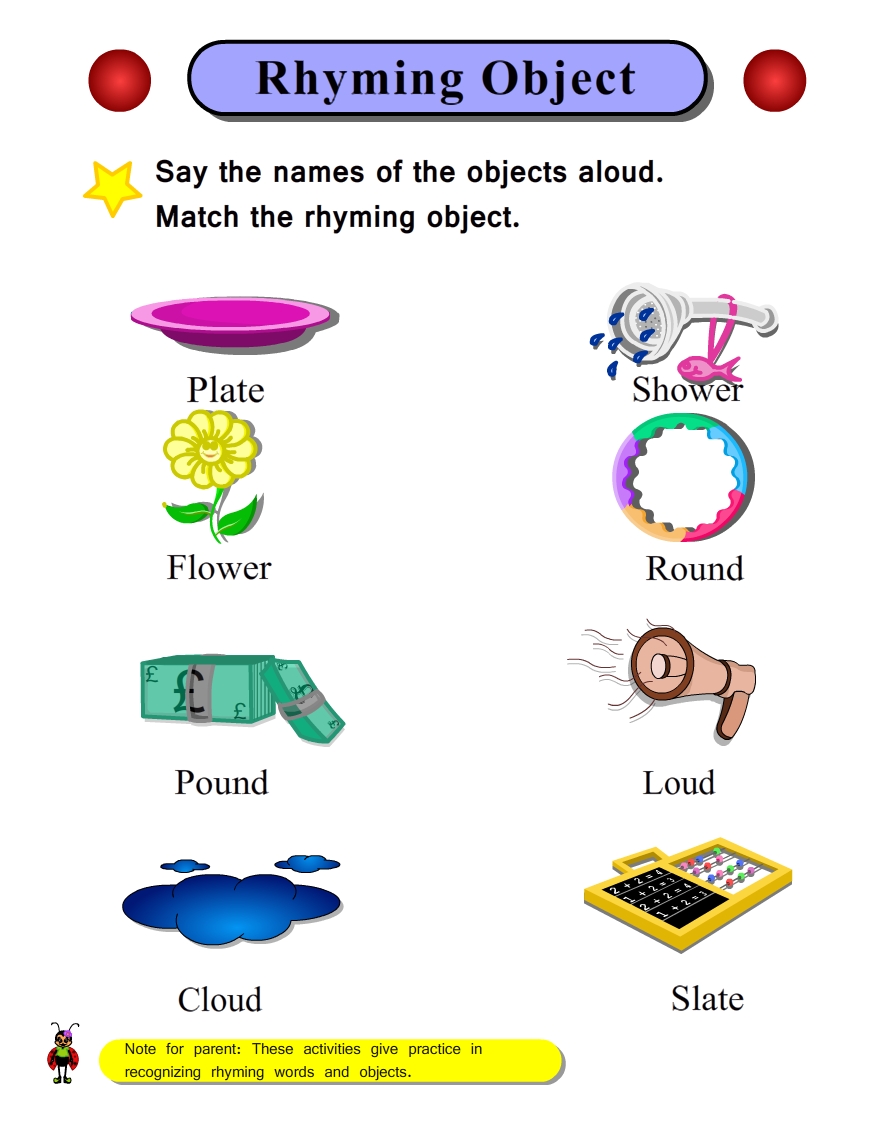 Rhyming Object
Say the names of the objects aloud.
Match the rhyming object.
Plate
Shower
Flower
Round
£
£
£
Pound
Loud
2 + 2 = 4
1 + 2 = 3
2 + 2 = 4
1 + 2 = 3
Cloud
Slate
Note for parent: These activities give practice in
recognizing rhyming words and objects.